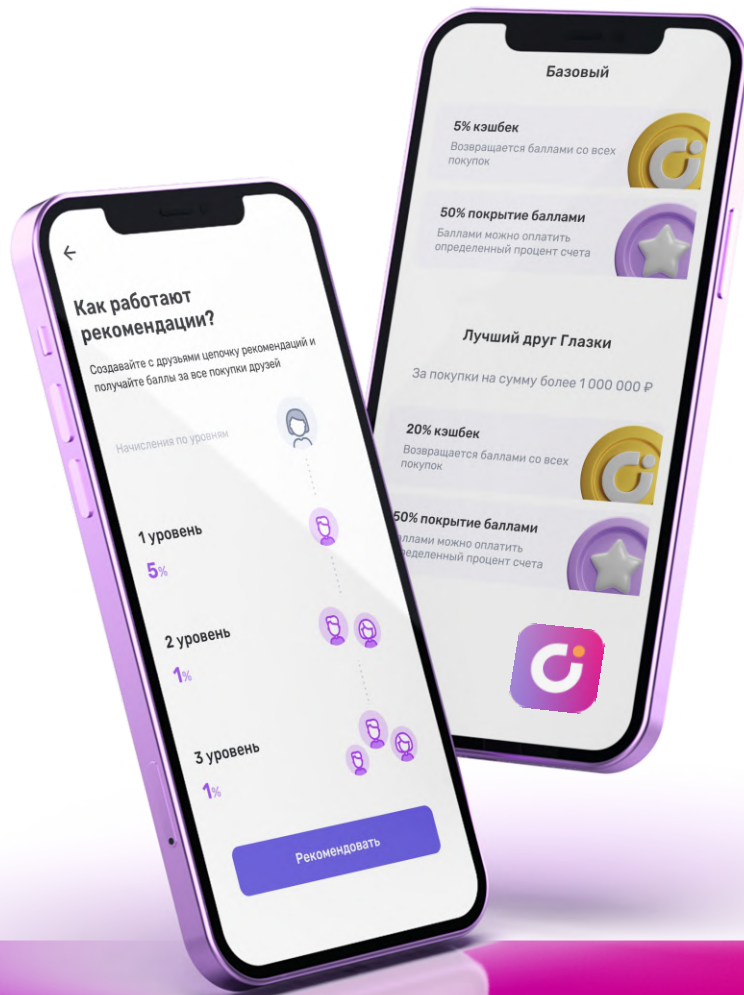 Как работают
рекомендации?
Создавайте с друзьями цепочку рекомендаций и
получайте баллы за все покупки друзей
Начисления по уровням
1 уровень
5%
2 уровень
1%
3 уровень
1%
Рекомендовать
Базовый
5% кэшбек
Возвращается баллами со всех
покупок
50% покрытие баллами
Баллами можно оплатить
определенный процент счета
Лучший друг Глазки
За покупки на сумму более 1 000 000 ₽
20% кэшбек
Возвращается баллами со всех
покупок
50% покрытие баллами
аллами можно оплатить
ределенный процент счета